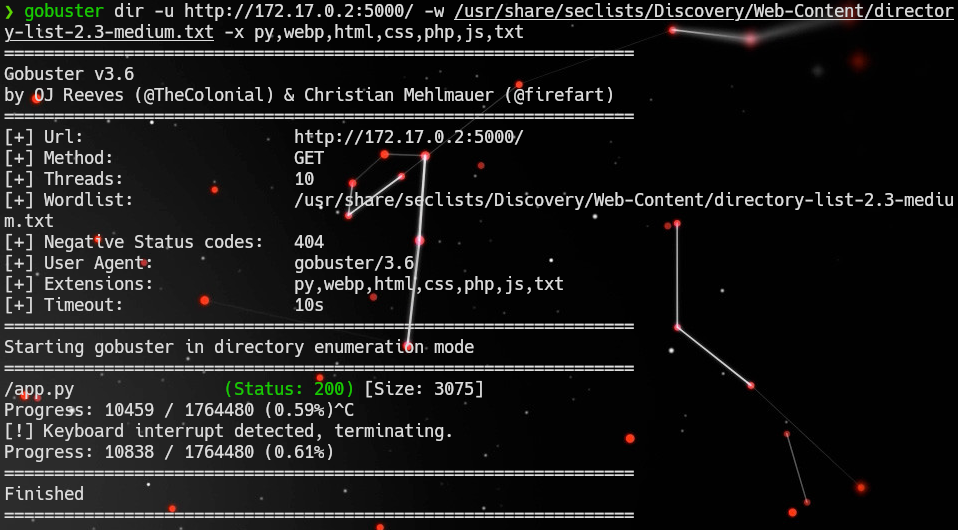 ❯ gobuster dir -u http://172.17.0.2:5000/ -w /usr/share/seclists/Discovery/Web-Content/director
y-list-2.3-medium.txt -x py,webp,html,css,php,js,txt
===============================================================
Gobuster v3.6
by OJ Reeves (@TheColonial) & Christian Mehlmauer (@firefart)
===============================================================
[+] Url:                     http://172.17.0.2:5000/
[+] Method:                  GET
[+] Threads:                 10
[+] Wordlist:                /usr/share/seclists/Discovery/Web-Content/directory-list-2.3-mediu
m.txt
[+] Negative Status codes:   404
[+] User Agent:              gobuster/3.6
[+] Extensions:              py,webp,html,css,php,js,txt
[+] Timeout:                 10s
===============================================================
Starting gobuster in directory enumeration mode
===============================================================
/app.py               (Status: 200) [Size: 3075]
Progress: 10459 / 1764480 (0.59%)^C
[!] Keyboard interrupt detected, terminating.
Progress: 10838 / 1764480 (0.61%)
===============================================================
Finished
===============================================================